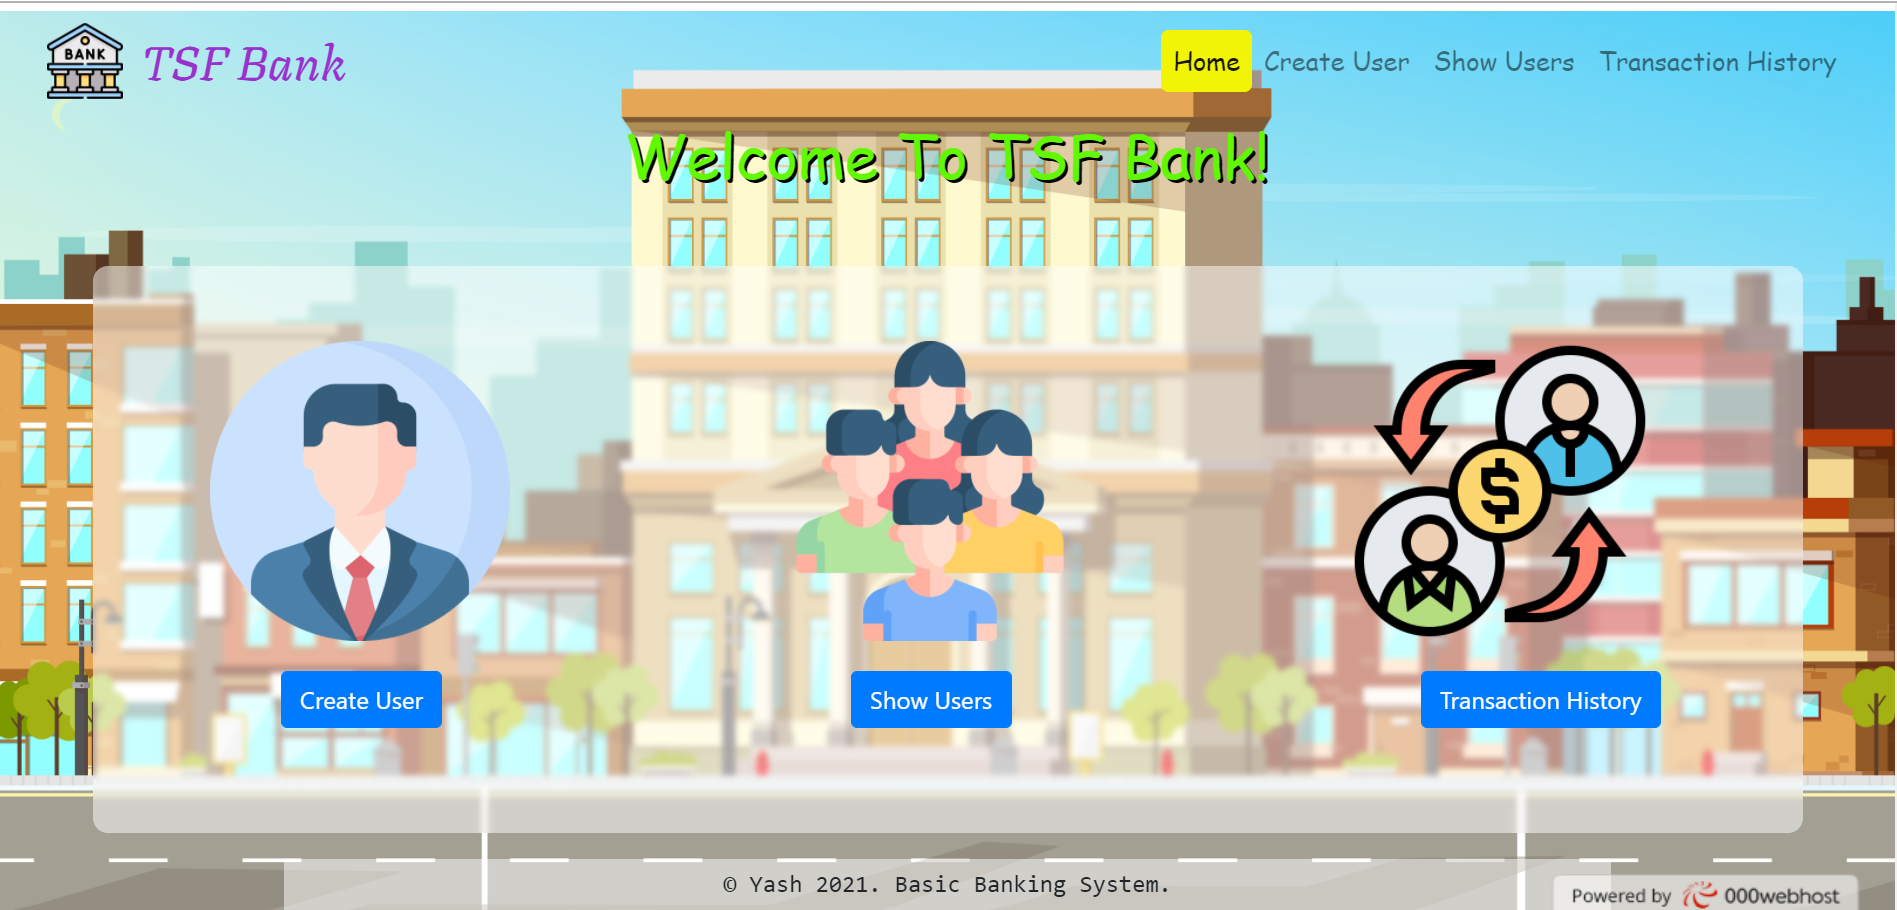 BANK
TSF Bank
Home Create User Show Users Transaction History
Welcome To TSF Bank!
$
Create User Show Users Transaction History
© Yash 2021. Basic Banking System.
Powered by 000webhost